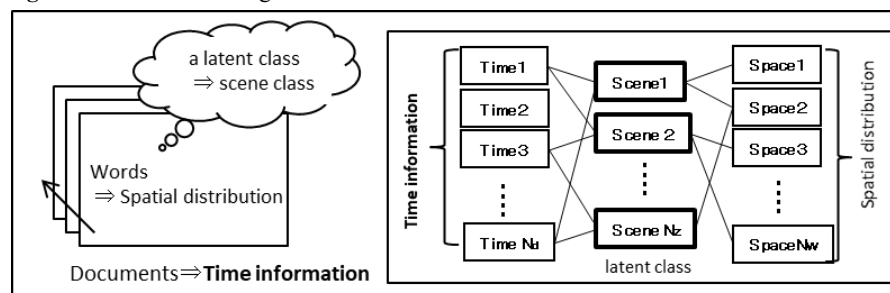 a latent class
⇒ scene class
Words
⇒ Spatial distribution
Documents⇒Time information
Time information
Time1
Time2
Time3
Time Nd
Scene1
Scene 2
Scene Nz
latent class
Space1
Space2
Space3
SpaceNw
Spatial distribution